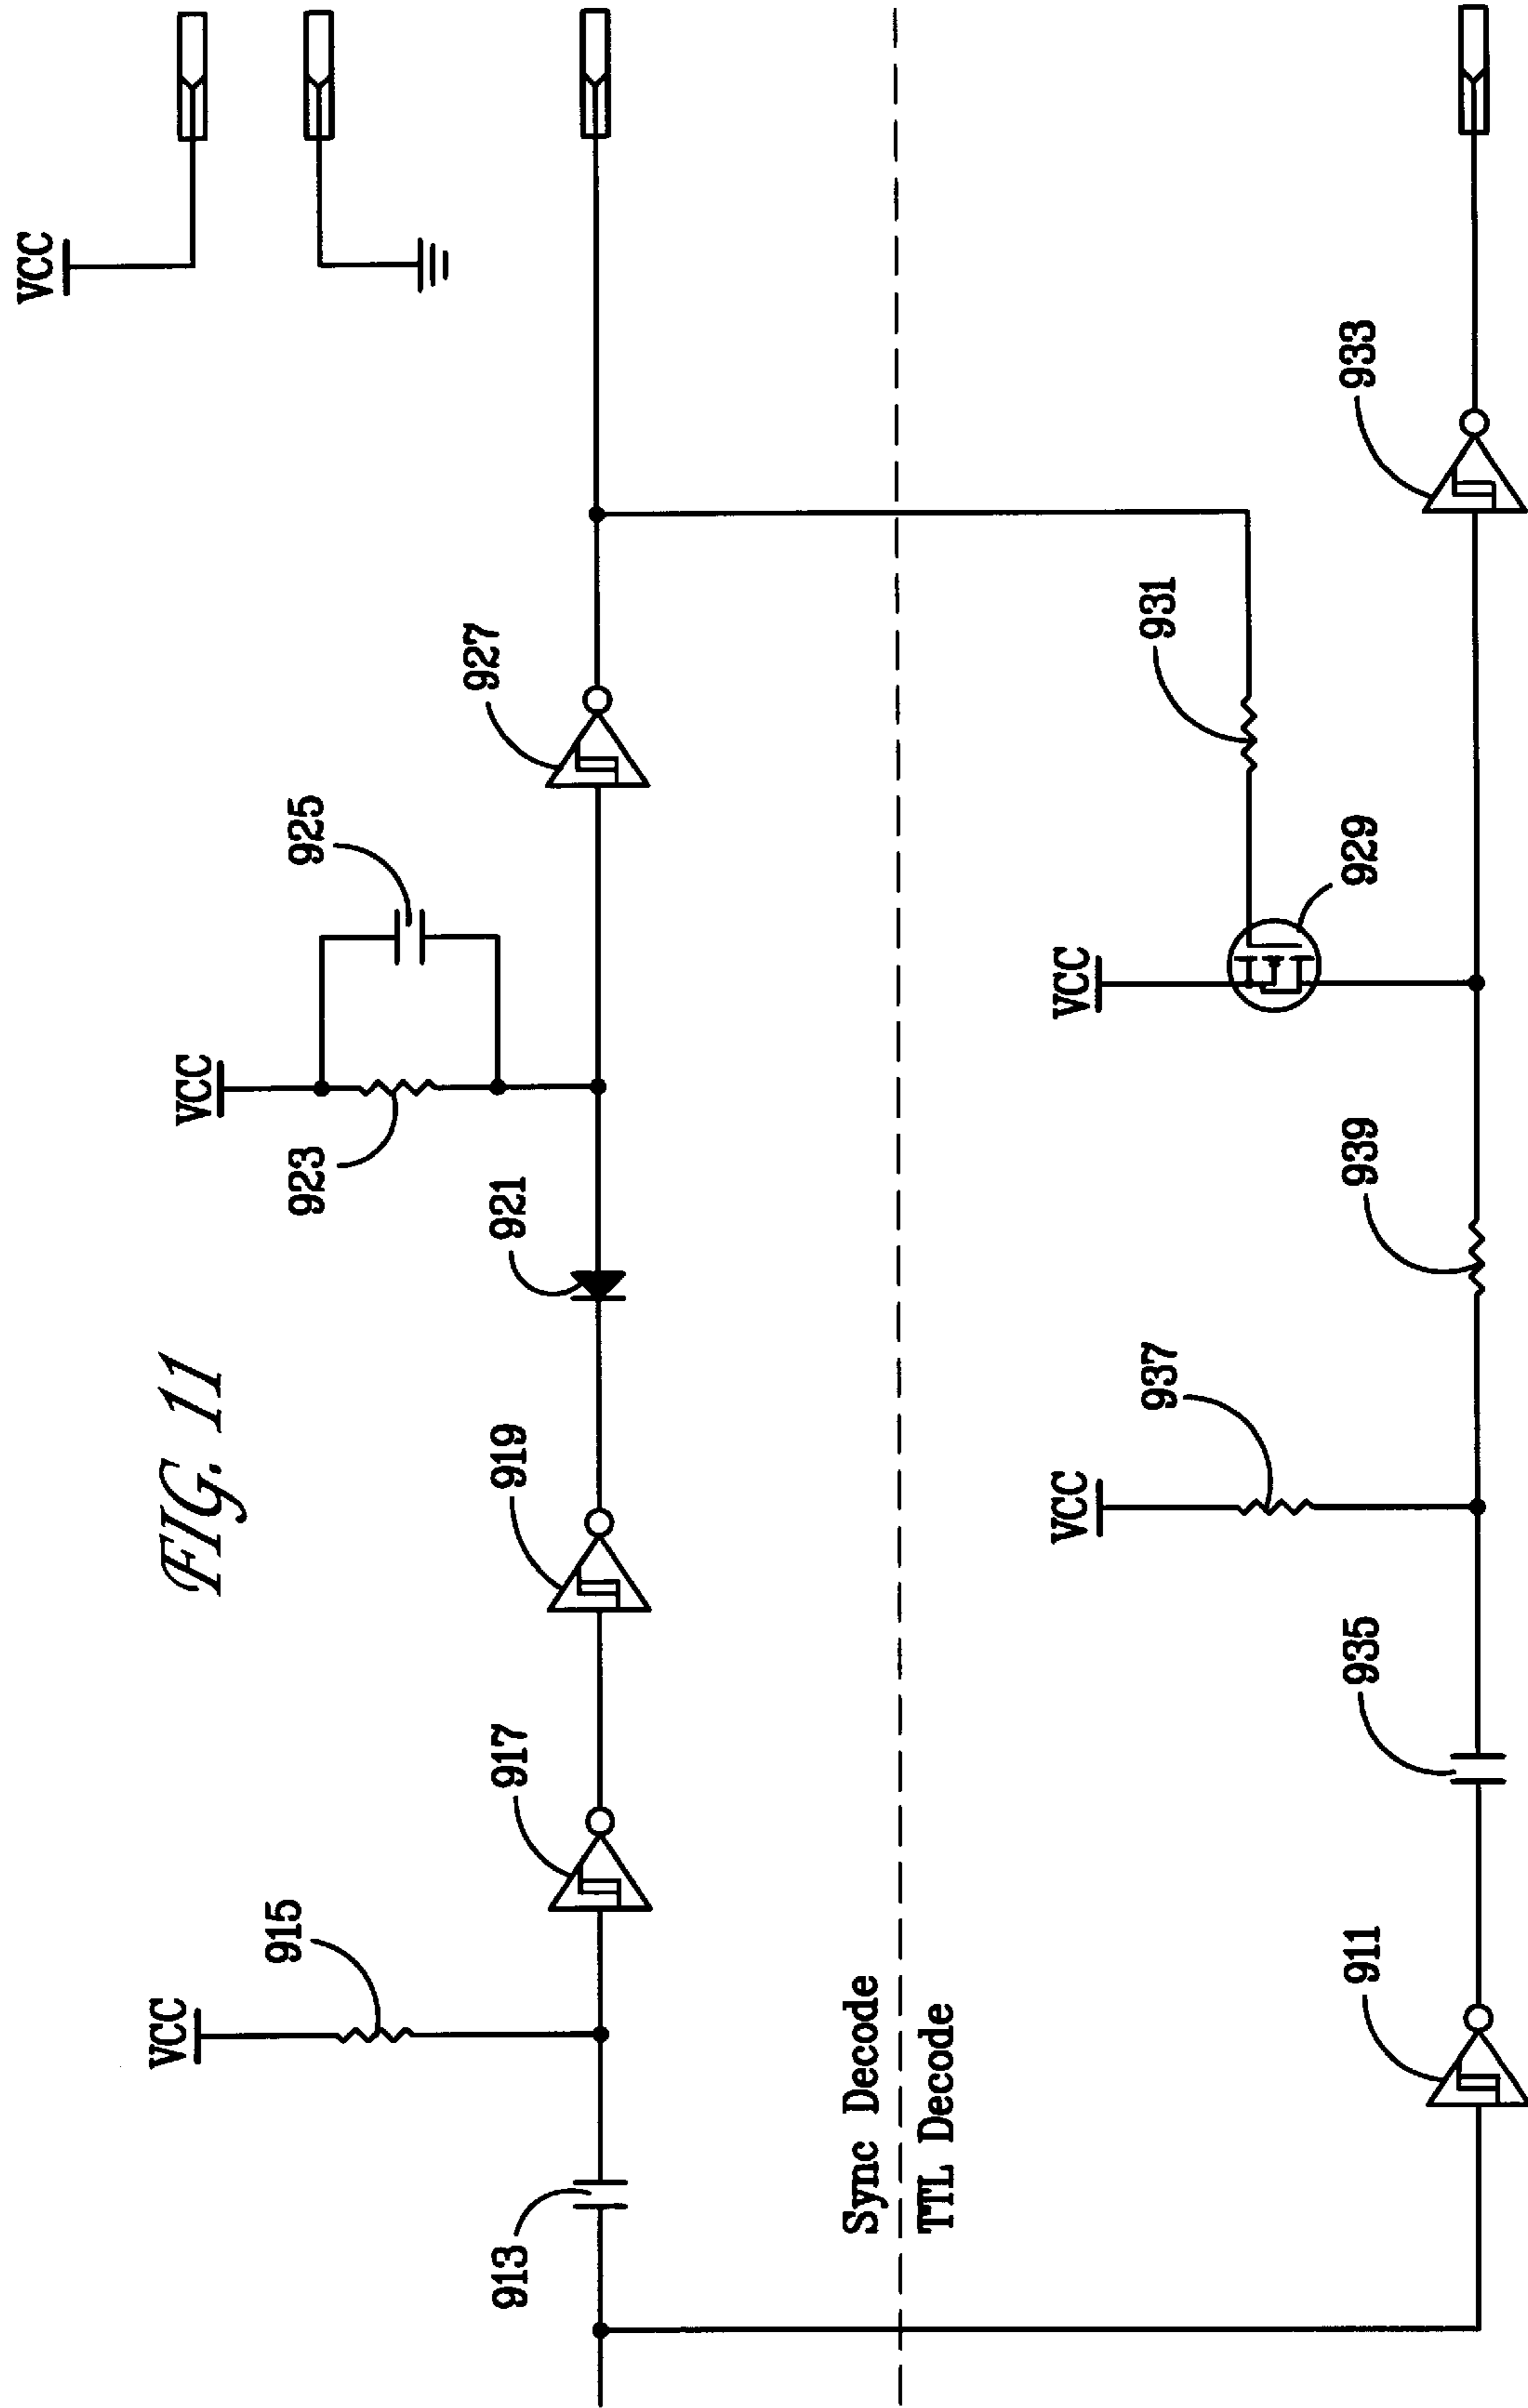 FIG. 11
VCC
VCC
915
VCC
923
925
913
917
919
921
927
Sync Decode
TTL Decode
VCC
937
VCC
931
911
935
939
929
933